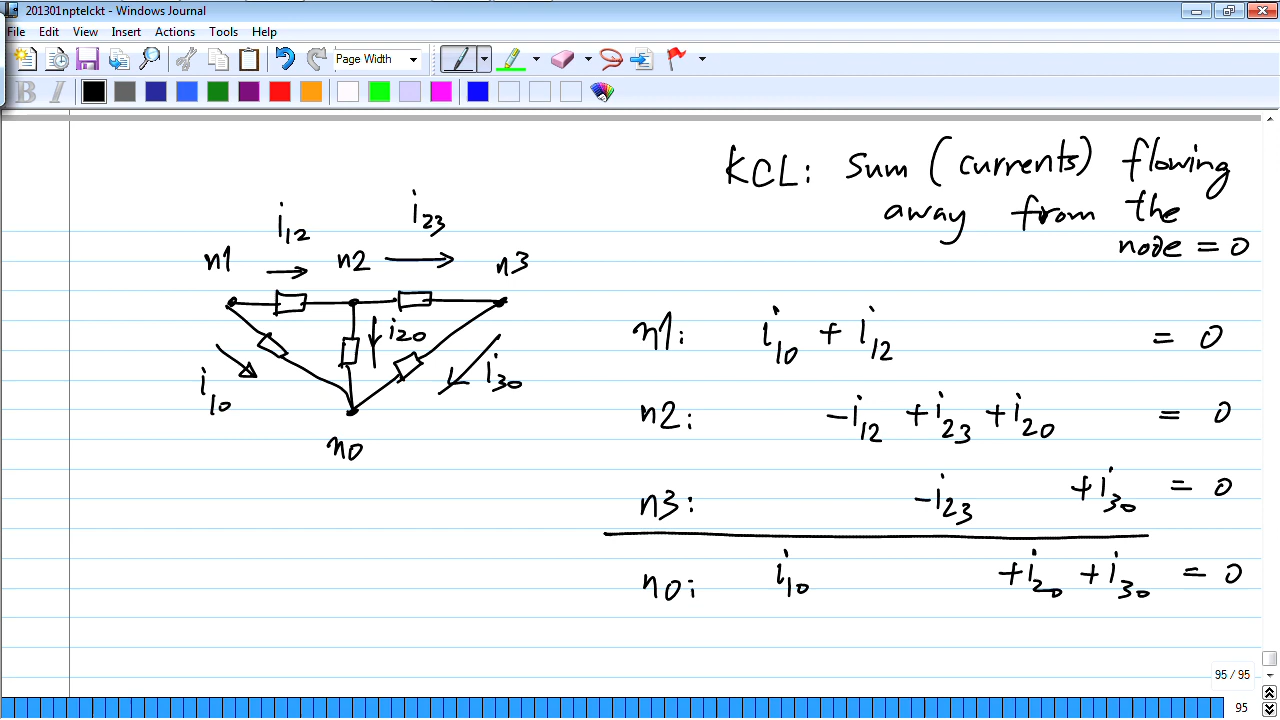 201301nptelckt - Windows Journal
File Edit View Insert Actions Tools Help
Page Width
B I
KCL: Sum (currents) flowing
away from the
node = 0
i12 i23
n1 n2 n3
i20
i10 i30
n0
n1: i10 + i12 = 0
n2: -i12 + i23 + i20 = 0
n3: -i23 + i30 = 0
n0: i10 + i20 + i30 = 0
95 / 95
95